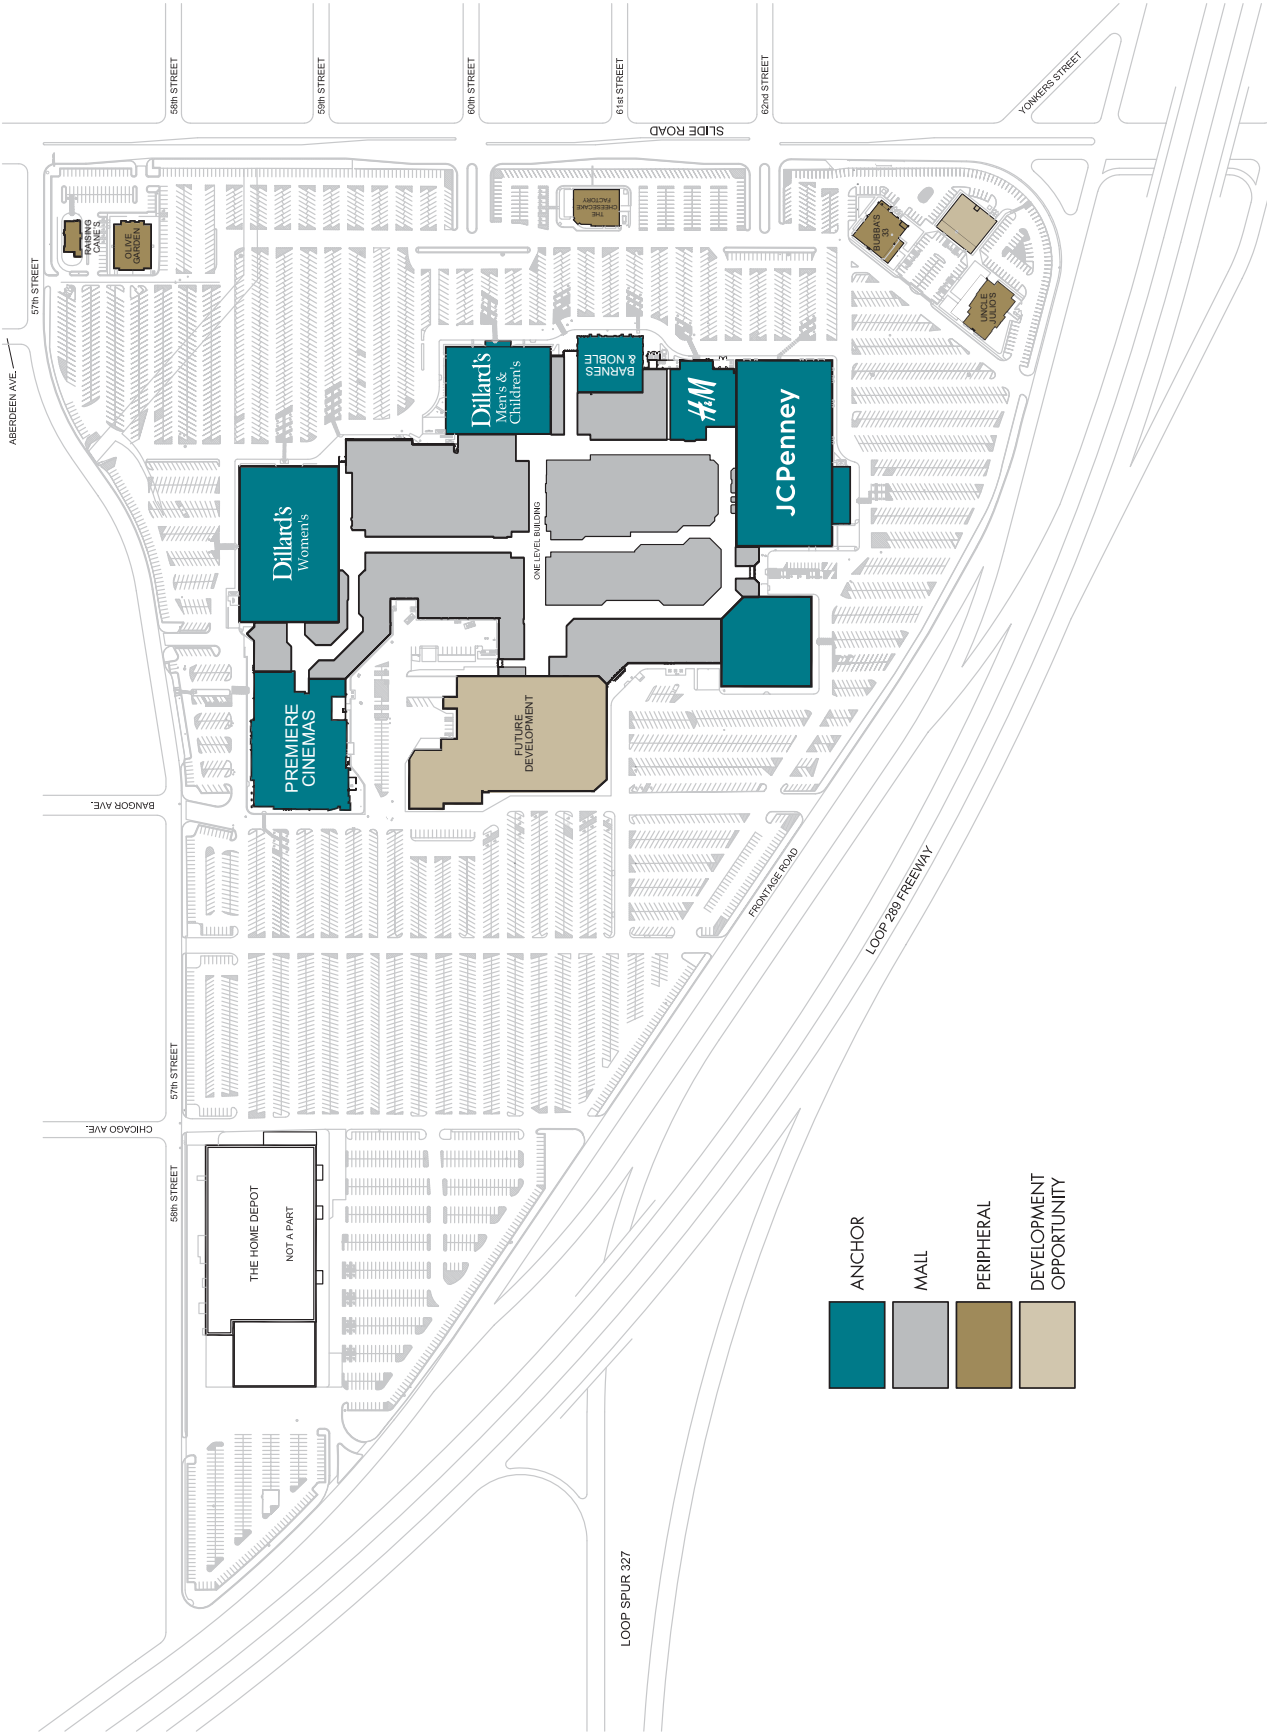 ABERDEEN AVE.
57th STREET
58th STREET
59th STREET
60th STREET
61st STREET
62nd STREET
YONKERS STREET
SLIDE ROAD
RAISING
CANE'S
OLIVE
GARDEN
THE
CHEESECAKE
FACTORY
BUBBA'S
33
UNCLE
JULIO'S
Dillard's
Men's &
Children's
BARNES
& NOBLE
H&M
JCPenney
Dillard's
Women's
ONE LEVEL BUILDING
PREMIERE
CINEMAS
FUTURE
DEVELOPMENT
BANGOR AVE.
FRONTAGE ROAD
LOOP 289 FREEWAY
57th STREET
CHICAGO AVE.
58th STREET
THE HOME DEPOT
NOT A PART
LOOP SPUR 327
ANCHOR
MALL
PERIPHERAL
DEVELOPMENT
OPPORTUNITY